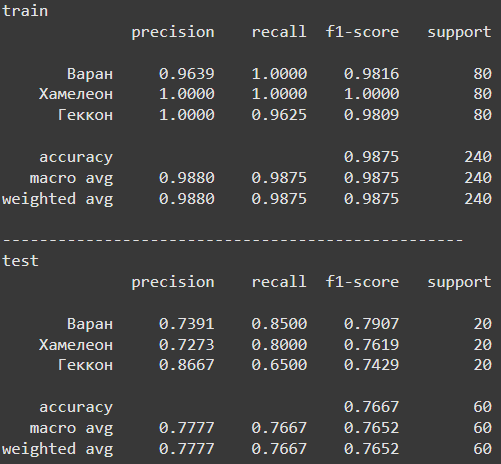 train
precision recall f1-score support
Варан 0.9639 1.0000 0.9816 80
Хамелеон 1.0000 1.0000 1.0000 80
Геккон 1.0000 0.9625 0.9809 80
accuracy 0.9875 240
macro avg 0.9880 0.9875 0.9875 240
weighted avg 0.9880 0.9875 0.9875 240
--------------------------------------------------
test
precision recall f1-score support
Варан 0.7391 0.8500 0.7907 20
Хамелеон 0.7273 0.8000 0.7619 20
Геккон 0.8667 0.6500 0.7429 20
accuracy 0.7667 60
macro avg 0.7777 0.7667 0.7652 60
weighted avg 0.7777 0.7667 0.7652 60